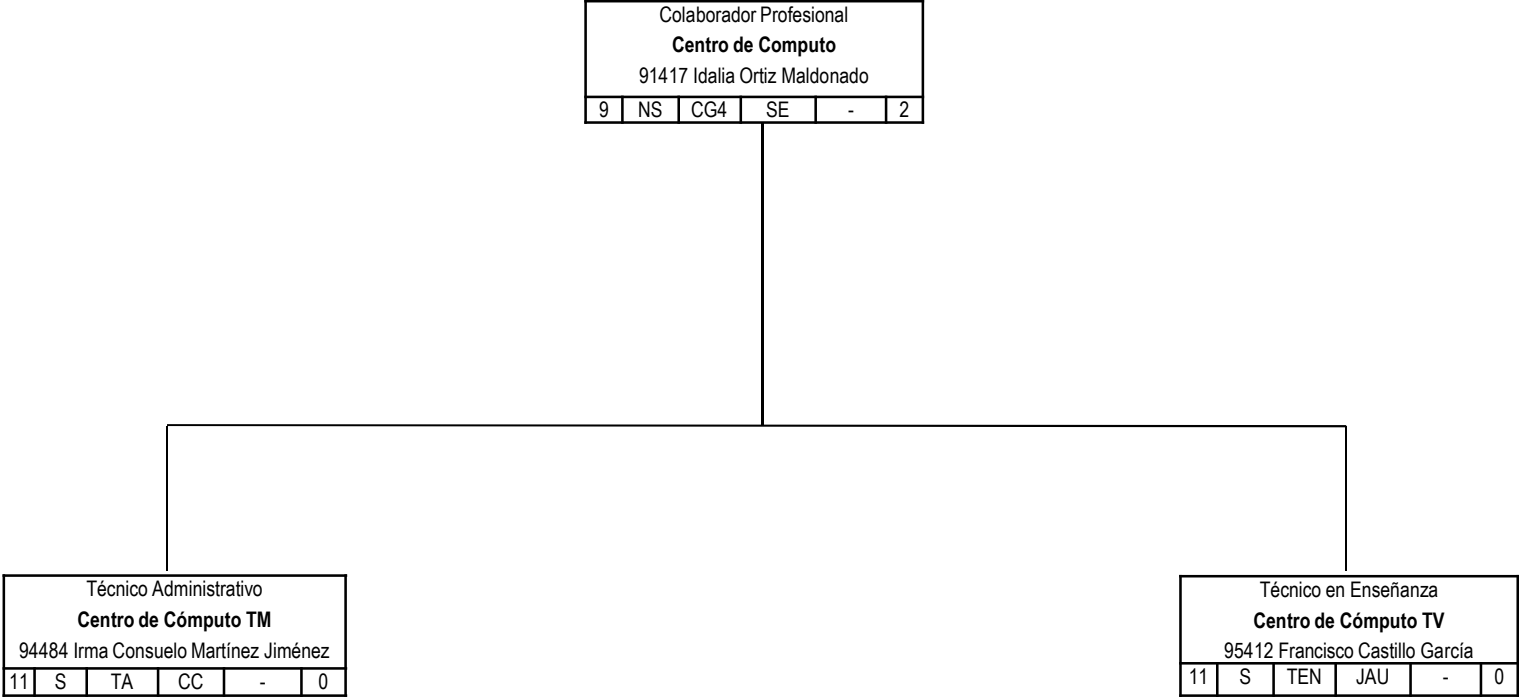 Colaborador Profesional
Centro de Computo
91417 Idalia Ortiz Maldonado
9 NS CG4 SE - 2
Técnico Administrativo
Centro de Cómputo TM
94484 Irma Consuelo Martínez Jiménez
11 S TA CC - 0
Técnico en Enseñanza
Centro de Cómputo TV
95412 Francisco Castillo García
11 S TEN JAU - 0